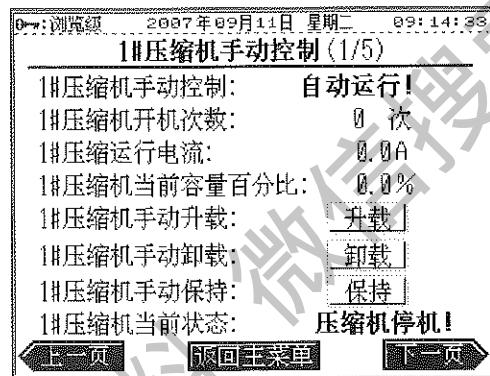 :浏览级 2007年09月11日 星期二 09:14:33
1#压缩机手动控制(1/5)
1#压缩机手动控制: 自动运行!
1#压缩机开机次数: 0 次
1#压缩运行电流: 0.0A
1#压缩机当前容量百分比: 0.0%
1#压缩机手动升载: 升载
1#压缩机手动卸载: 卸载
1#压缩机手动保持: 保持
1#压缩机当前状态: 压缩机停机!
上一页 返回主菜单 下一页
微信搜